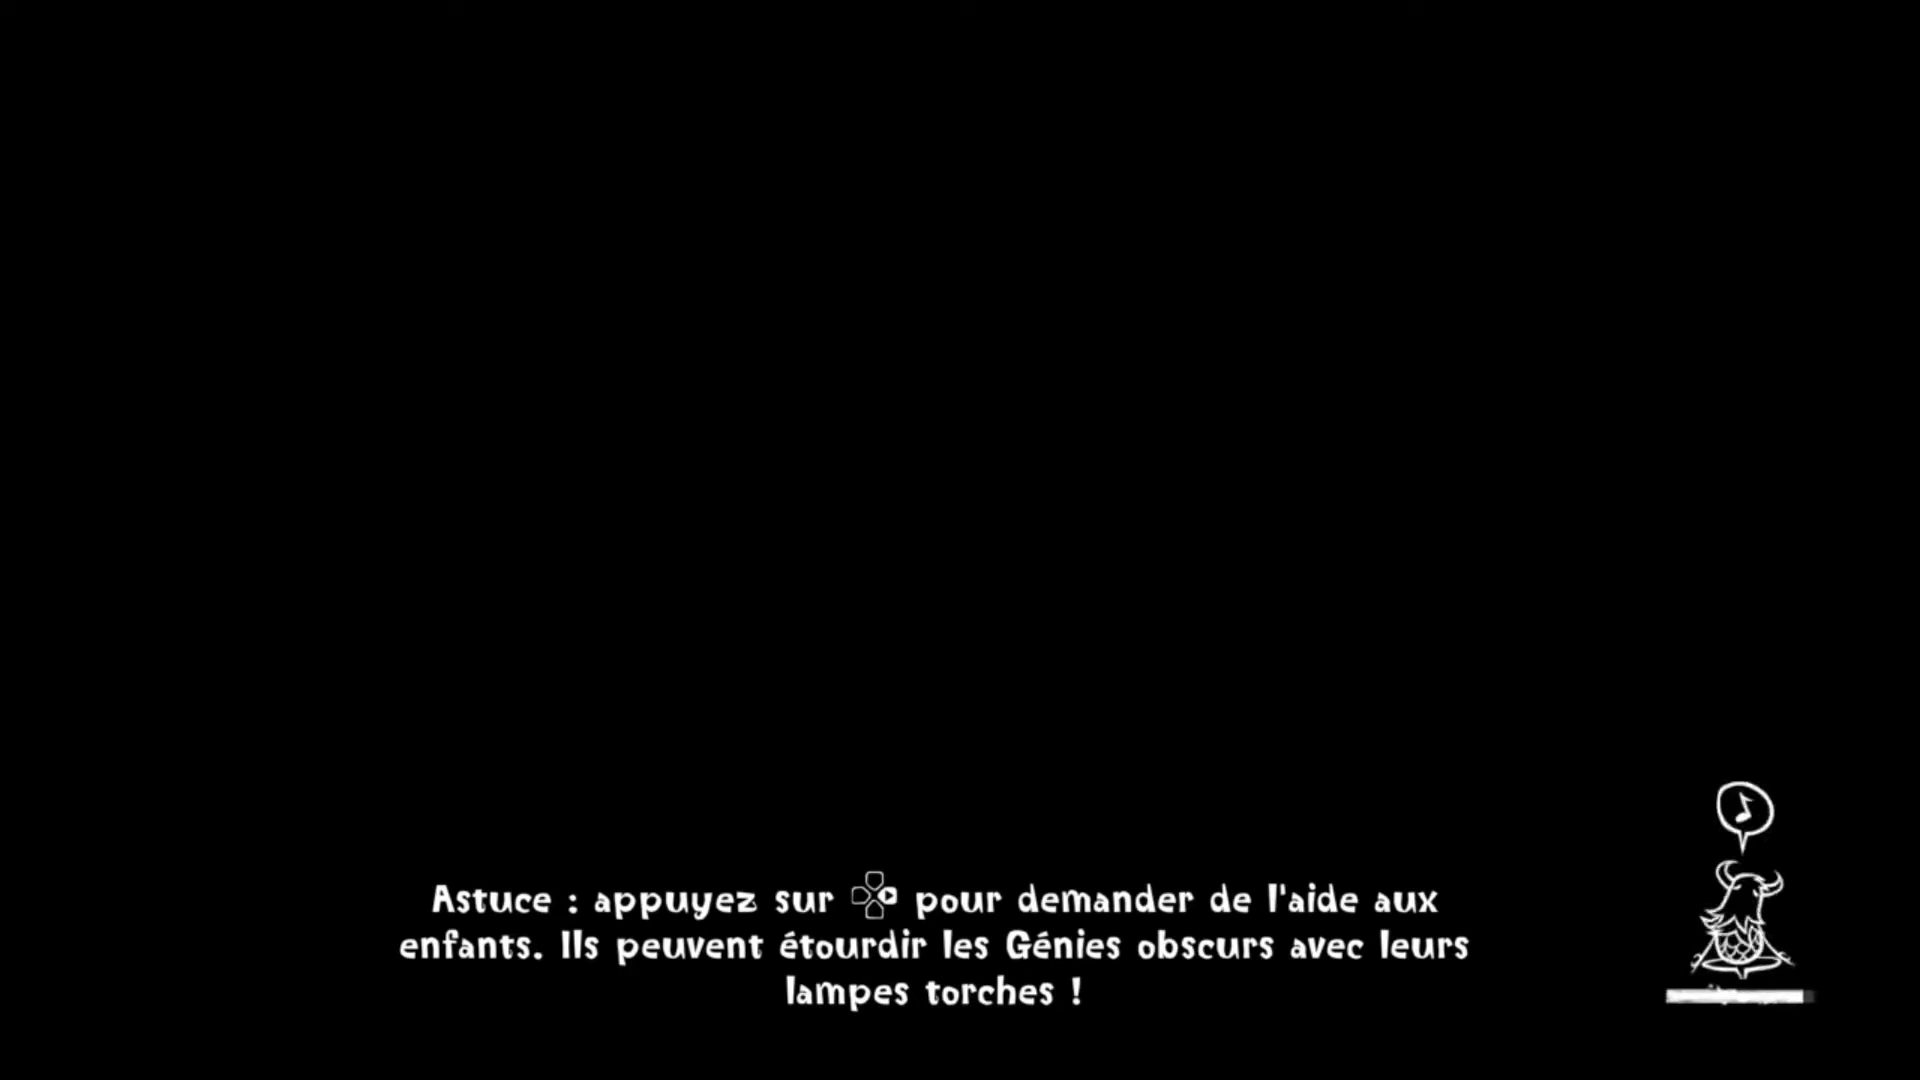 Astuce : appuyez sur pour demander de l'aide aux
enfants. Ils peuvent étourdir les Génies obscurs avec leurs
lampes torches !